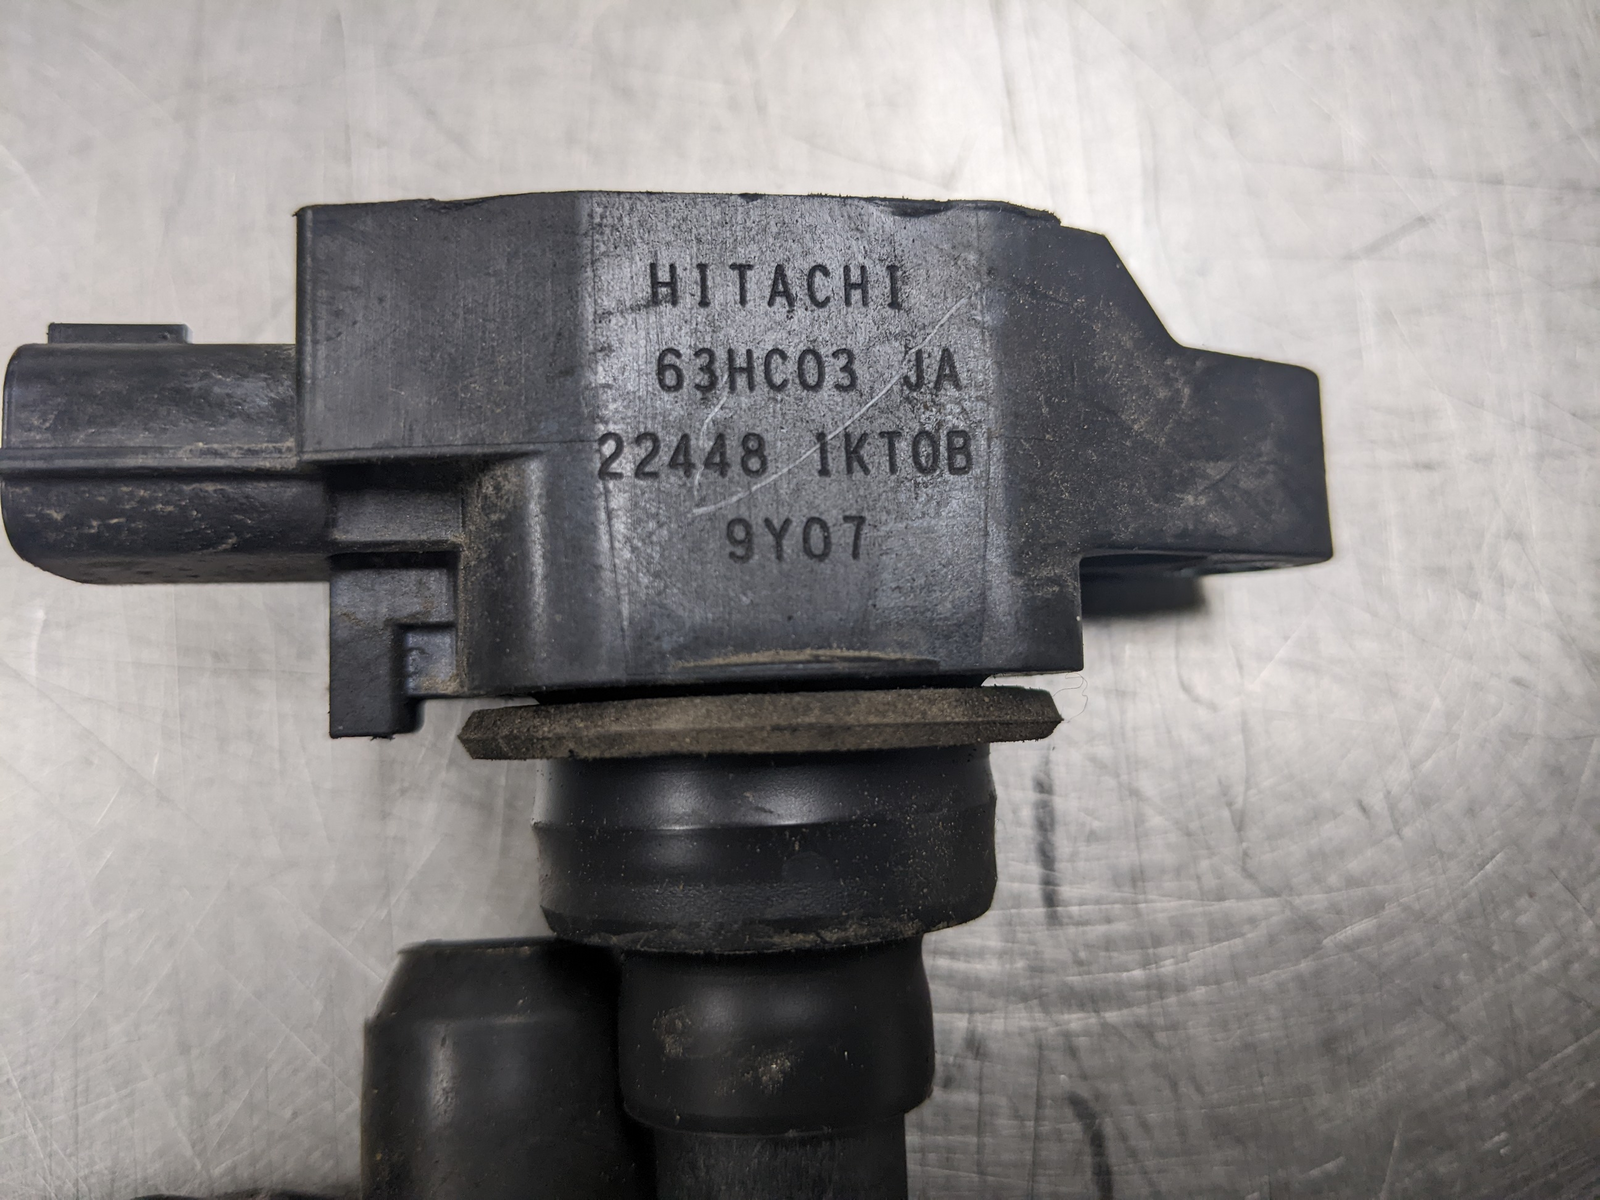 HITACHI
63HC03 JA
22448 1KT0B
9Y07